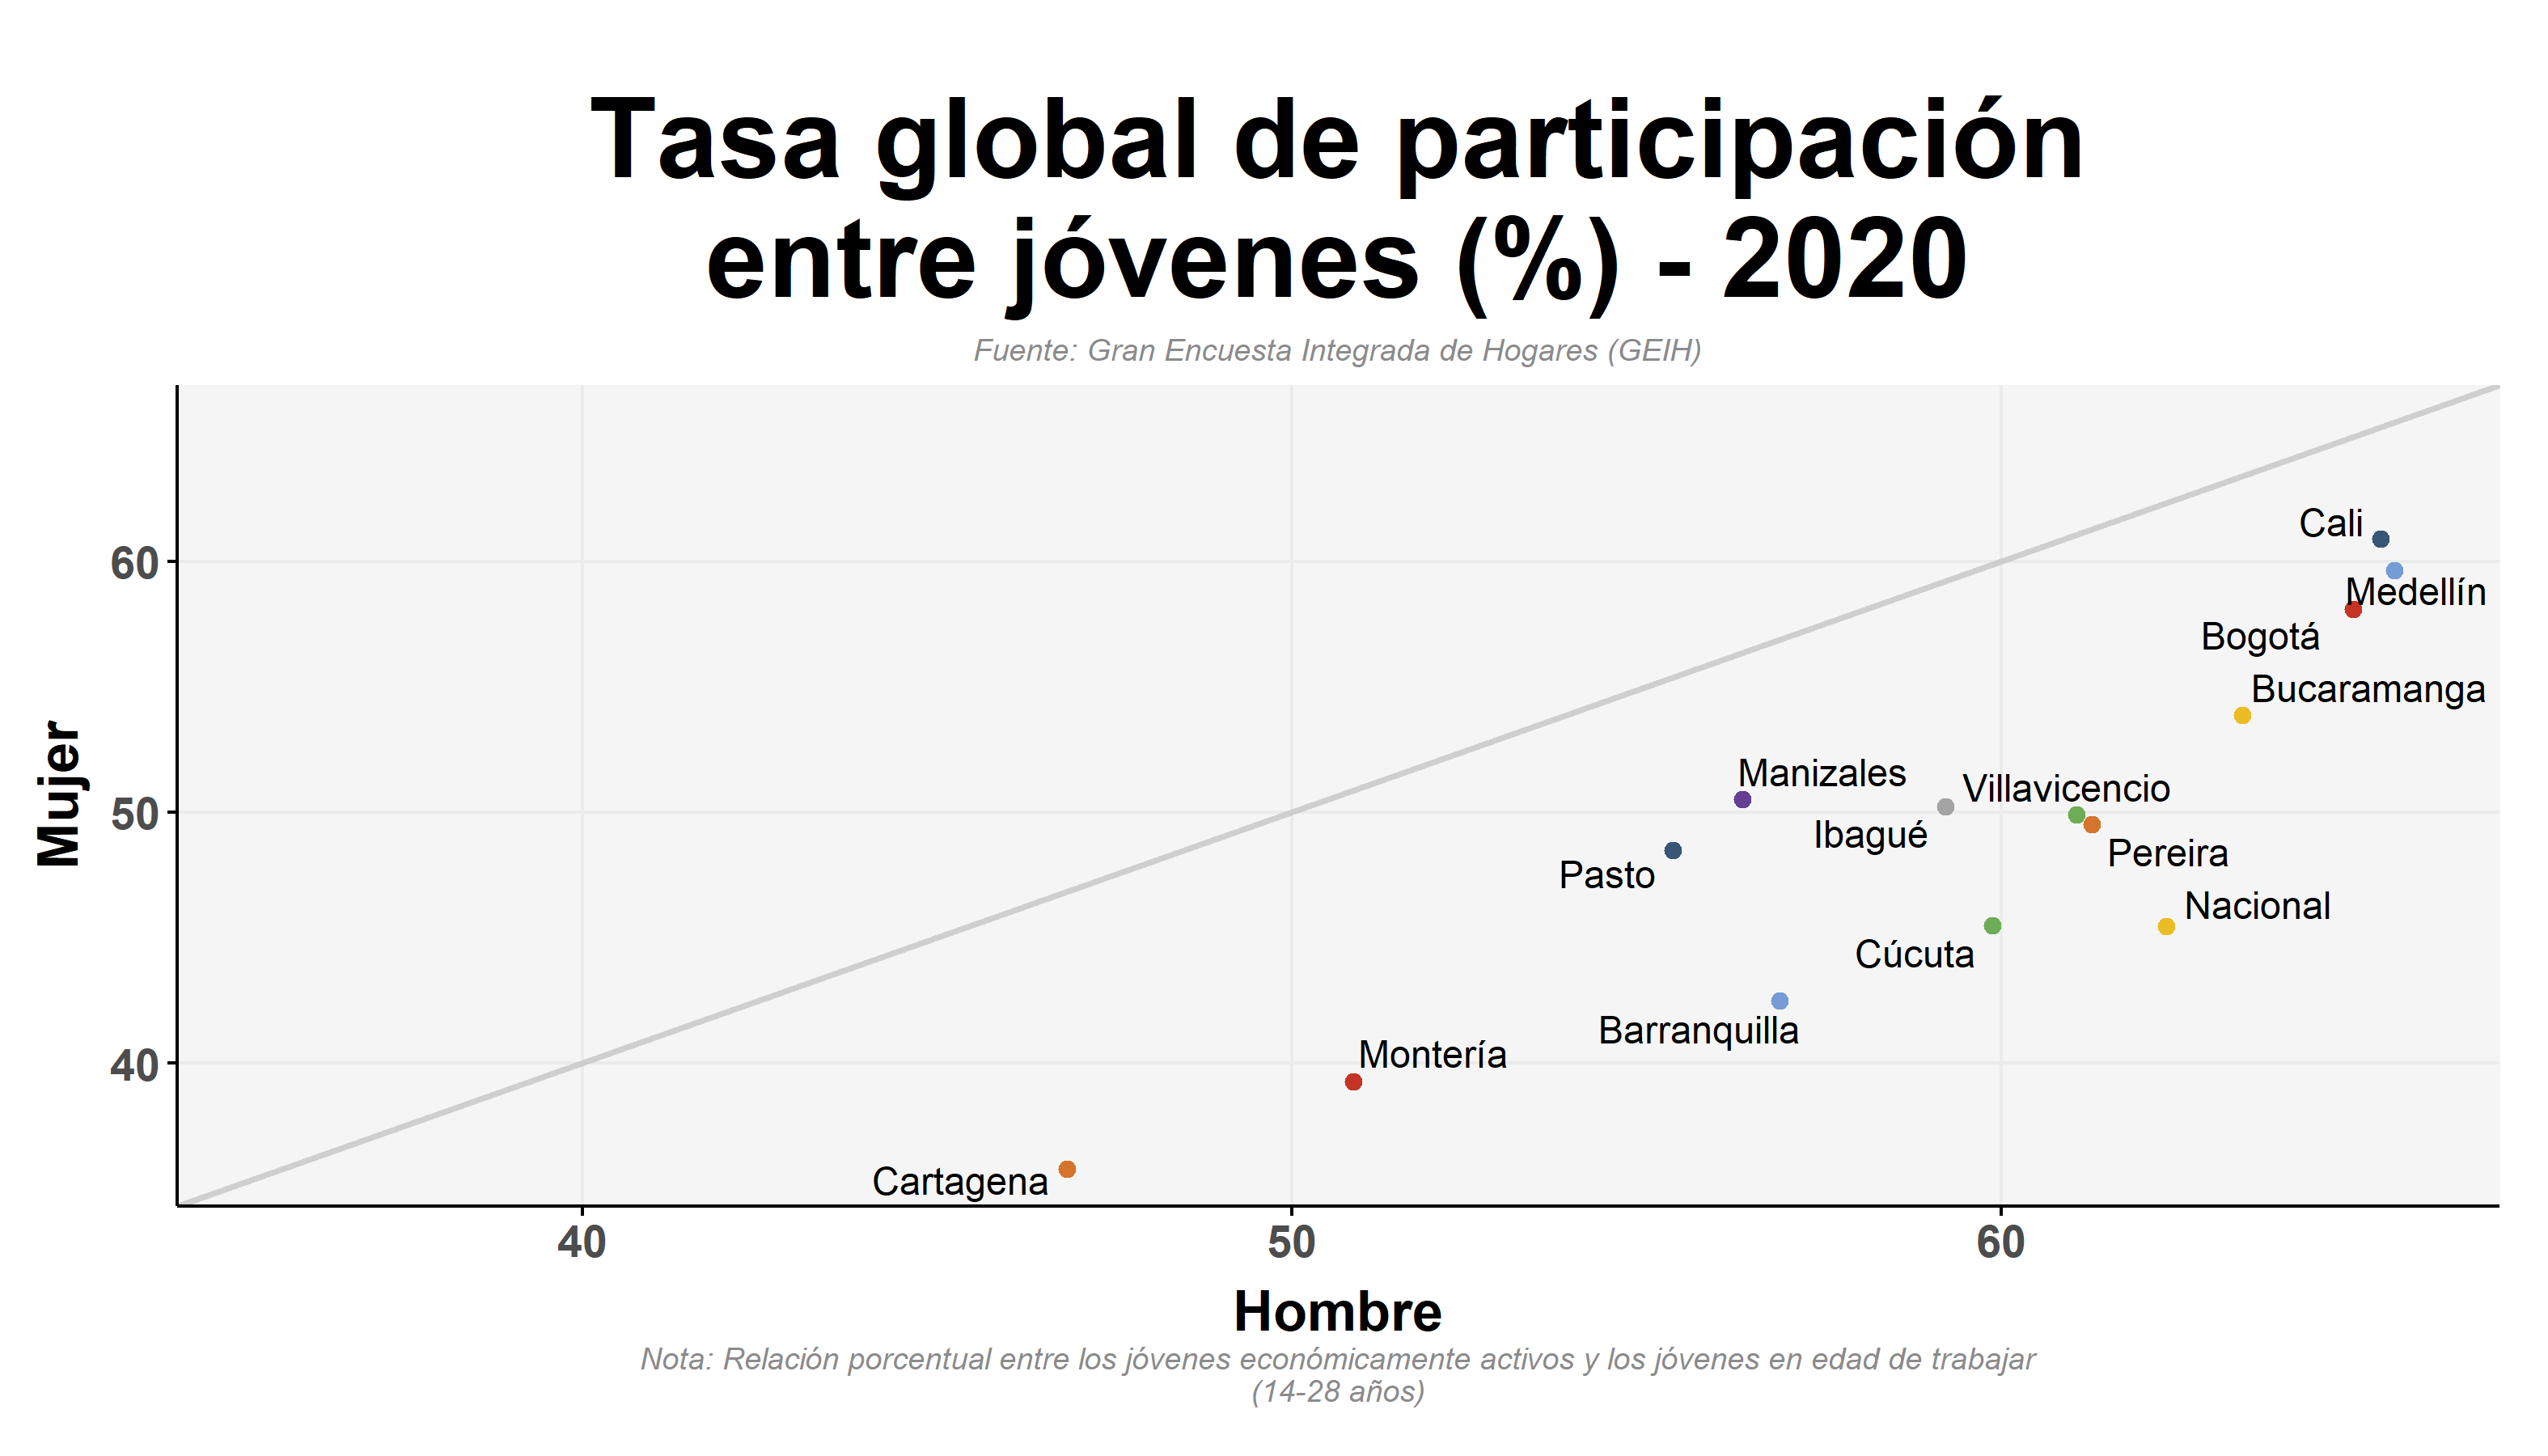 Tasa global de participación
entre jóvenes (%) - 2020
Fuente: Gran Encuesta Integrada de Hogares (GEIH)
Mujer
60
50
40
Cali
Medellín
Bogotá
Bucaramanga
Manizales
Villavicencio
Ibagué
Pereira
Pasto
Nacional
Cúcuta
Barranquilla
Montería
Cartagena
40
50
60
Hombre
Nota: Relación porcentual entre los jóvenes económicamente activos y los jóvenes en edad de trabajar
(14-28 años)